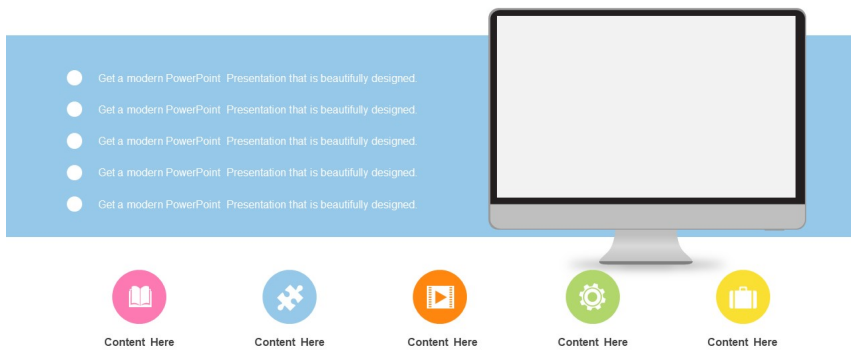 Get a modern PowerPoint Presentation that is beautifully designed.
Get a modern PowerPoint Presentation that is beautifully designed.
Get a modern PowerPoint Presentation that is beautifully designed.
Get a modern PowerPoint Presentation that is beautifully designed.
Get a modern PowerPoint Presentation that is beautifully designed.
Content Here Content Here Content Here Content Here Content Here